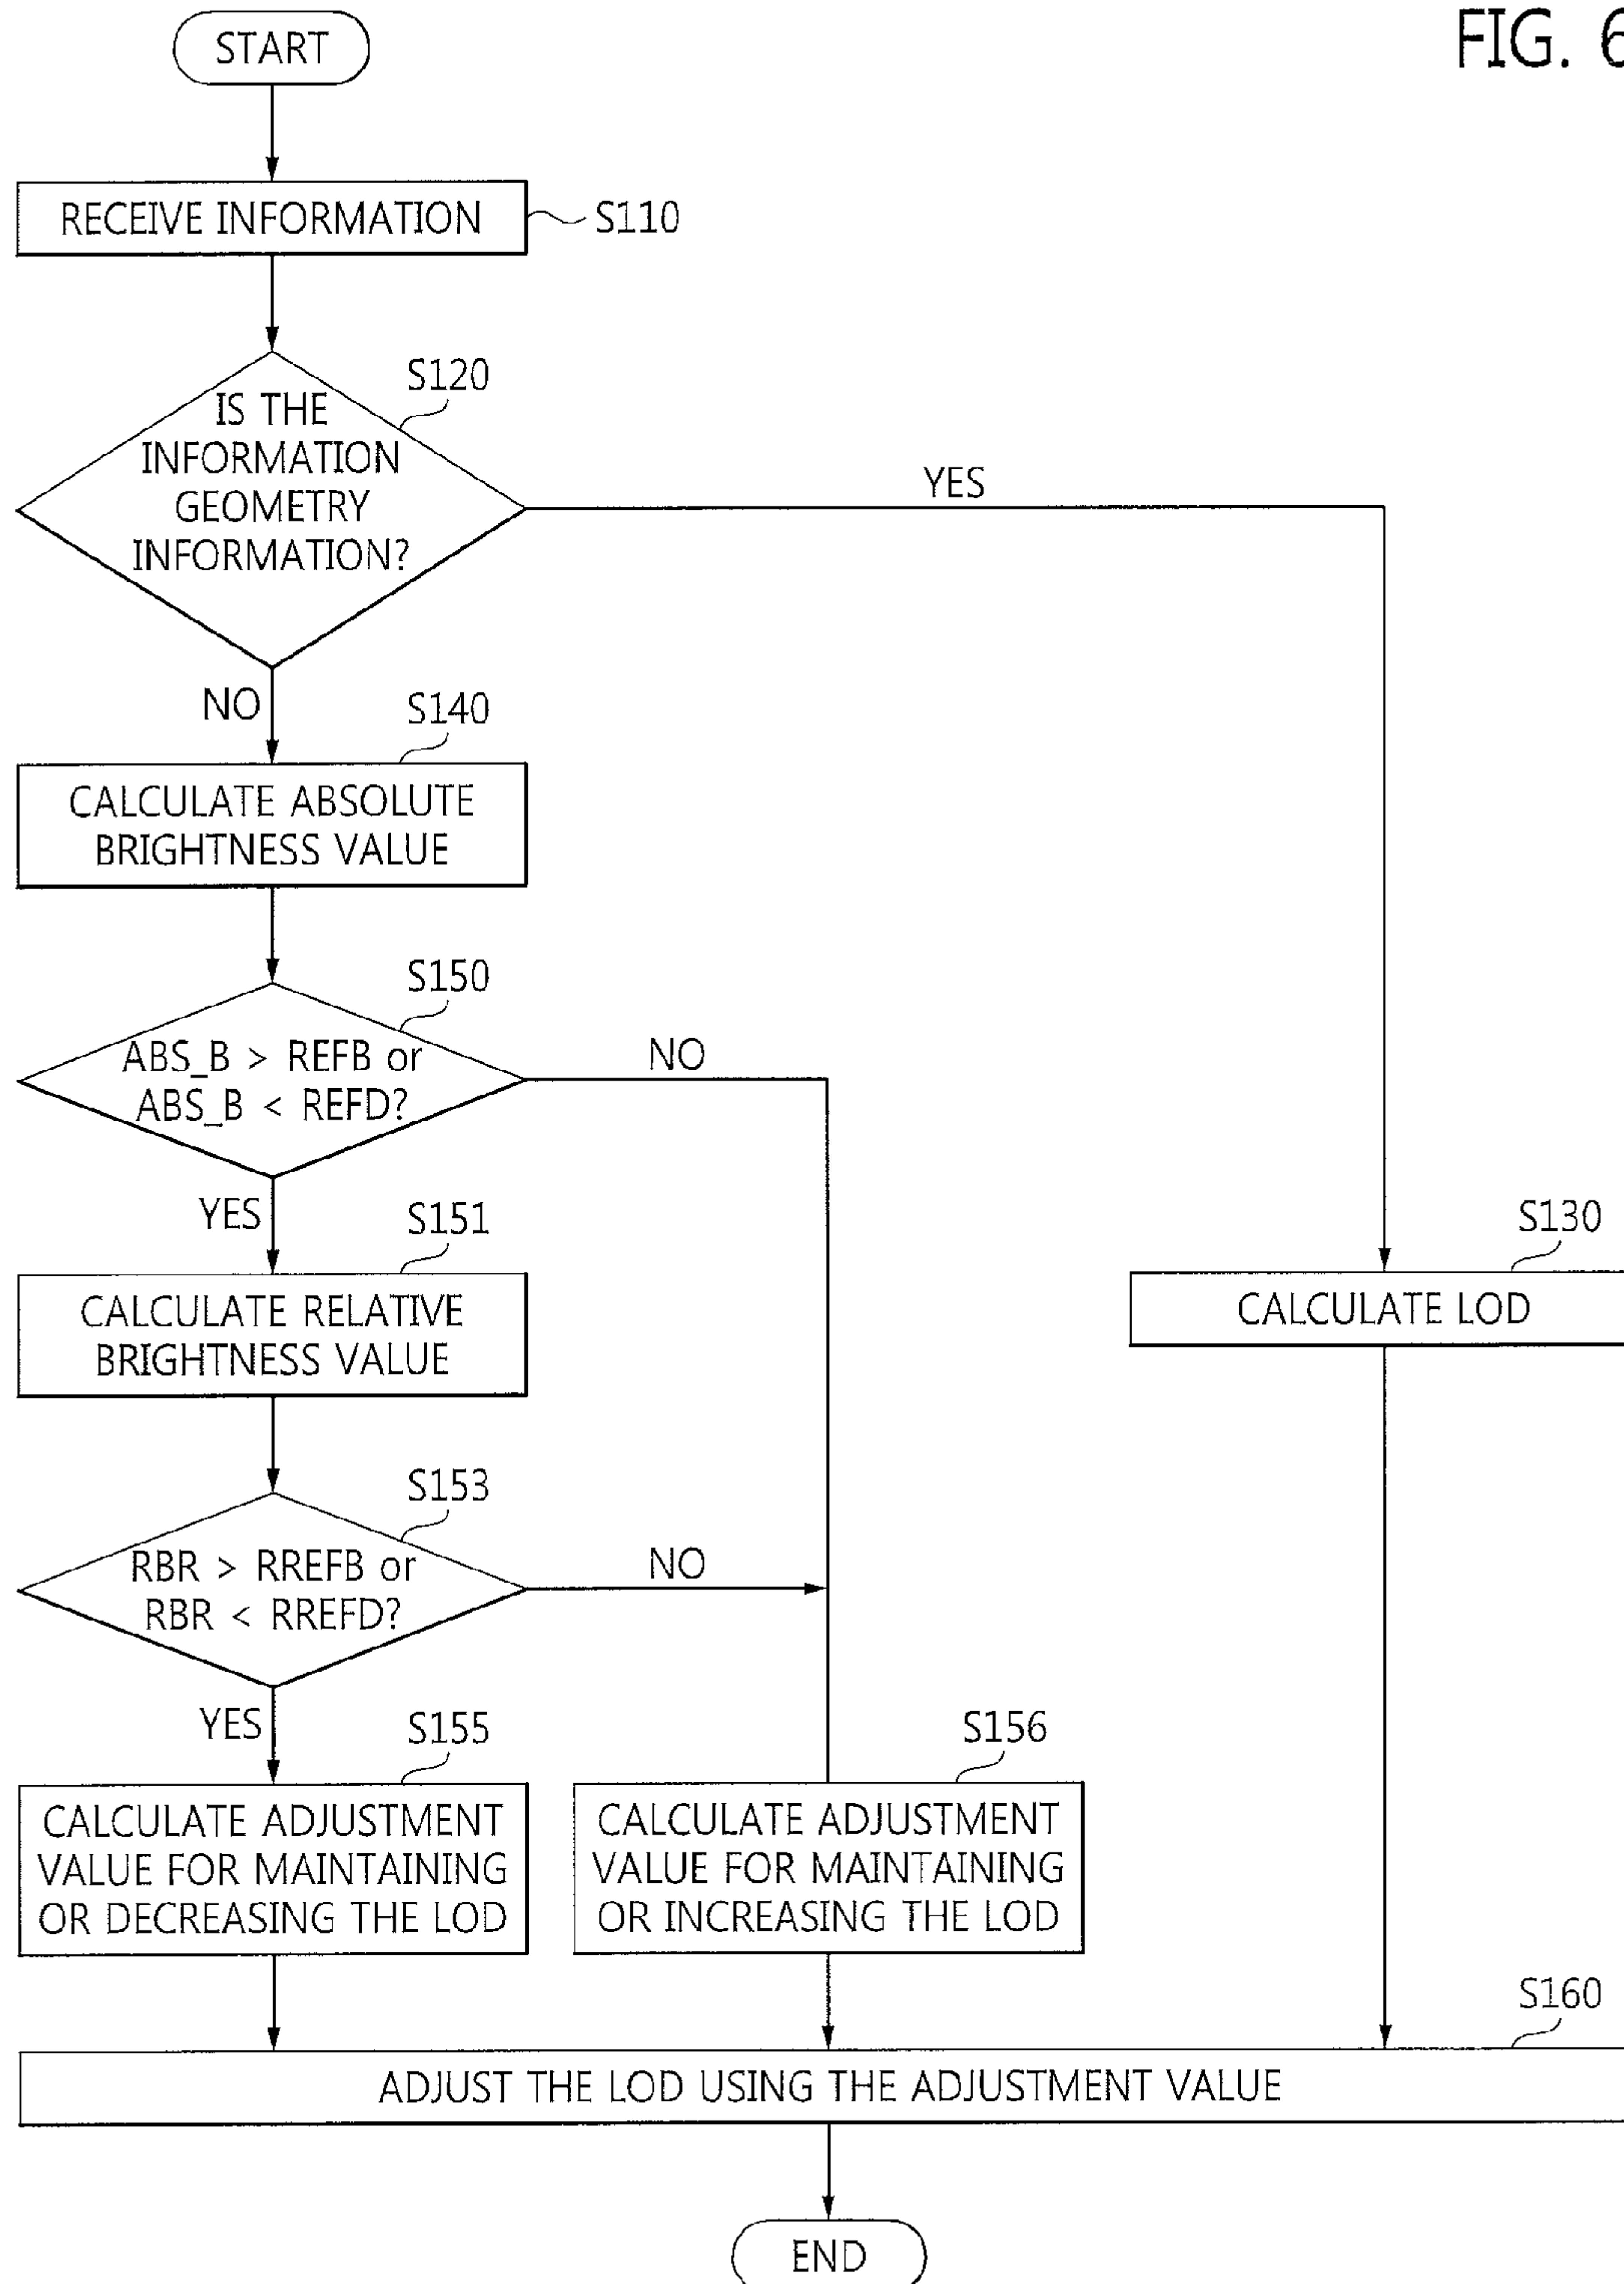 FIG. 6
START
RECEIVE INFORMATION
S110
S120
IS THE
INFORMATION
GEOMETRY
INFORMATION?
YES
NO
S140
CALCULATE ABSOLUTE
BRIGHTNESS VALUE
S150
ABS_B > REFB or
ABS_B < REFD?
NO
YES
S151
CALCULATE RELATIVE
BRIGHTNESS VALUE
S130
CALCULATE LOD
S153
RBR > RREFB or
RBR < RREFD?
NO
YES
S155
CALCULATE ADJUSTMENT
VALUE FOR MAINTAINING
OR DECREASING THE LOD
S156
CALCULATE ADJUSTMENT
VALUE FOR MAINTAINING
OR INCREASING THE LOD
S160
ADJUST THE LOD USING THE ADJUSTMENT VALUE
END